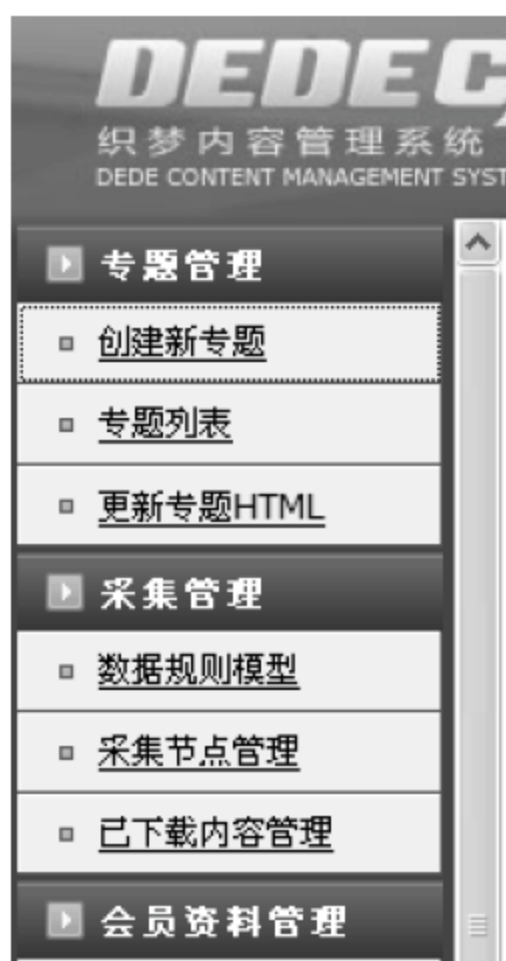 DEDEC
织梦内容管理系统
DEDE CONTENT MANAGEMENT SYST
专题管理
创建新专题
专题列表
更新专题HTML
采集管理
数据规则模型
采集节点管理
已下载内容管理
会员资料管理